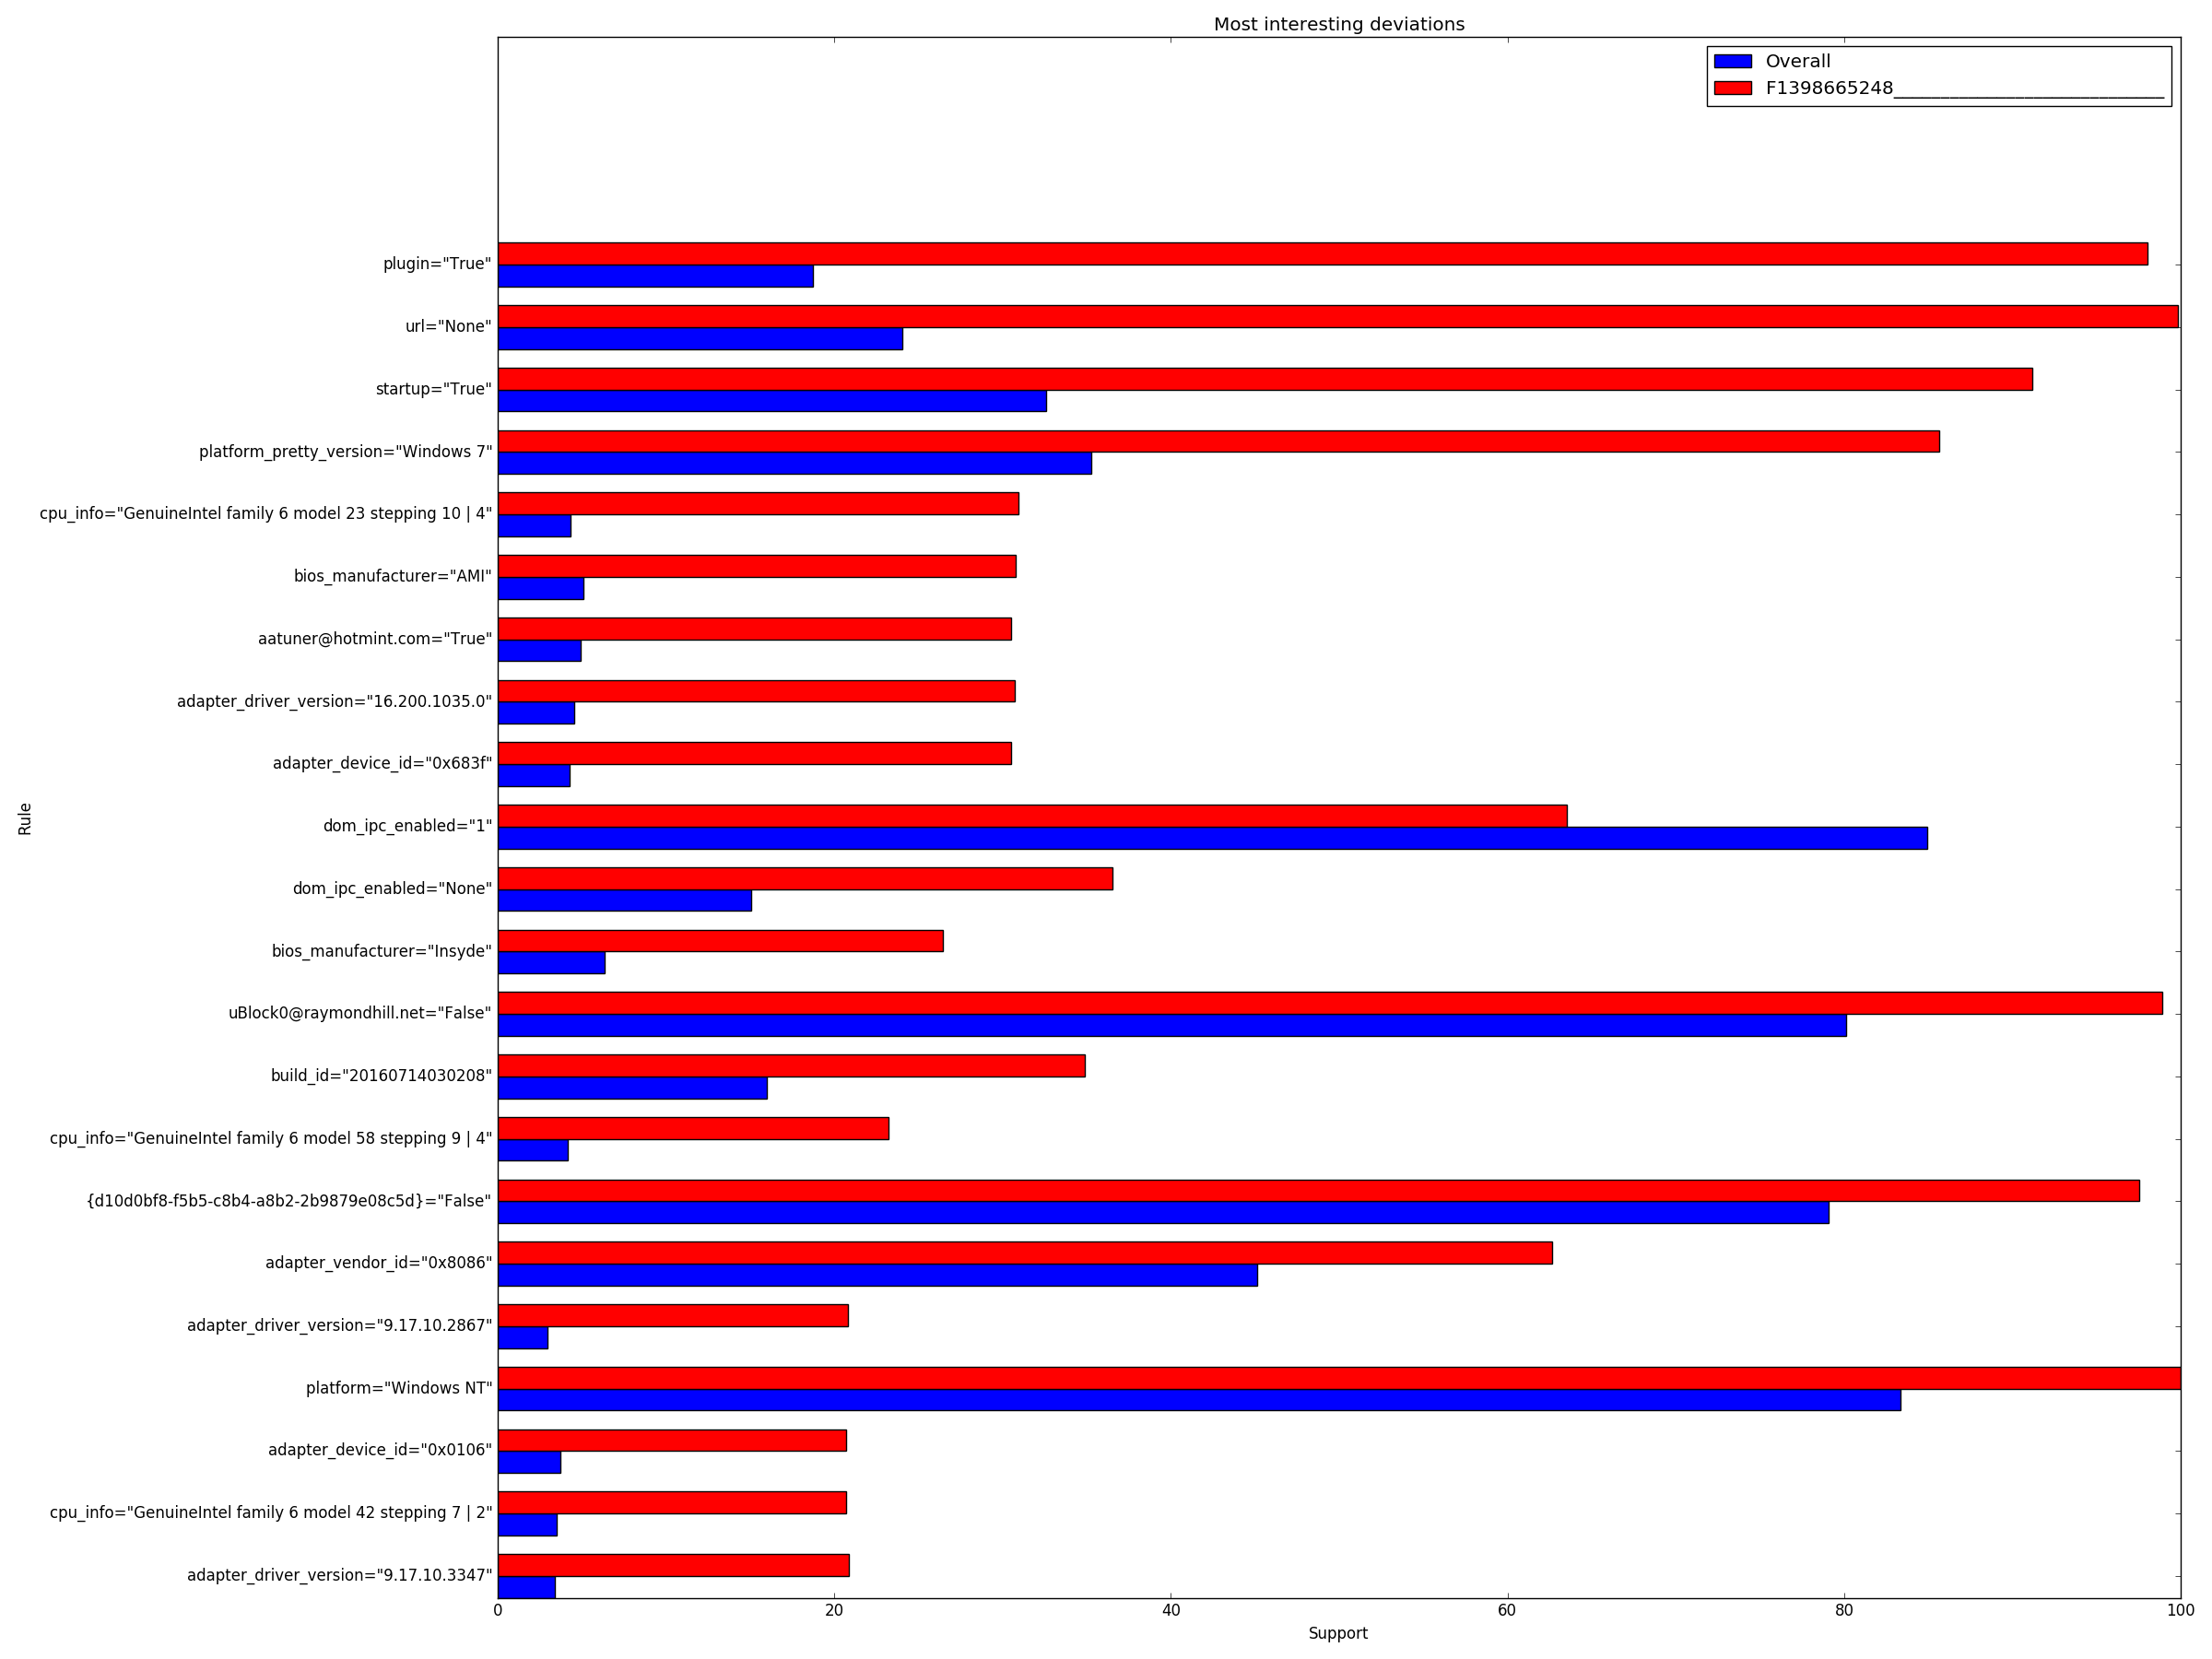 Most interesting deviations
Overall
F1398665248_____________________________
plugin="True"
url="None"
startup="True"
platform_pretty_version="Windows 7"
cpu_info="GenuineIntel family 6 model 23 stepping 10 | 4"
bios_manufacturer="AMI"
aatuner@hotmint.com="True"
adapter_driver_version="16.200.1035.0"
adapter_device_id="0x683f"
dom_ipc_enabled="1"
dom_ipc_enabled="None"
bios_manufacturer="Insyde"
uBlock0@raymondhill.net="False"
build_id="20160714030208"
cpu_info="GenuineIntel family 6 model 58 stepping 9 | 4"
{d10d0bf8-f5b5-c8b4-a8b2-2b9879e08c5d}="False"
adapter_vendor_id="0x8086"
adapter_driver_version="9.17.10.2867"
platform="Windows NT"
adapter_device_id="0x0106"
cpu_info="GenuineIntel family 6 model 42 stepping 7 | 2"
adapter_driver_version="9.17.10.3347"
Rule
0 20 40 60 80 100
Support